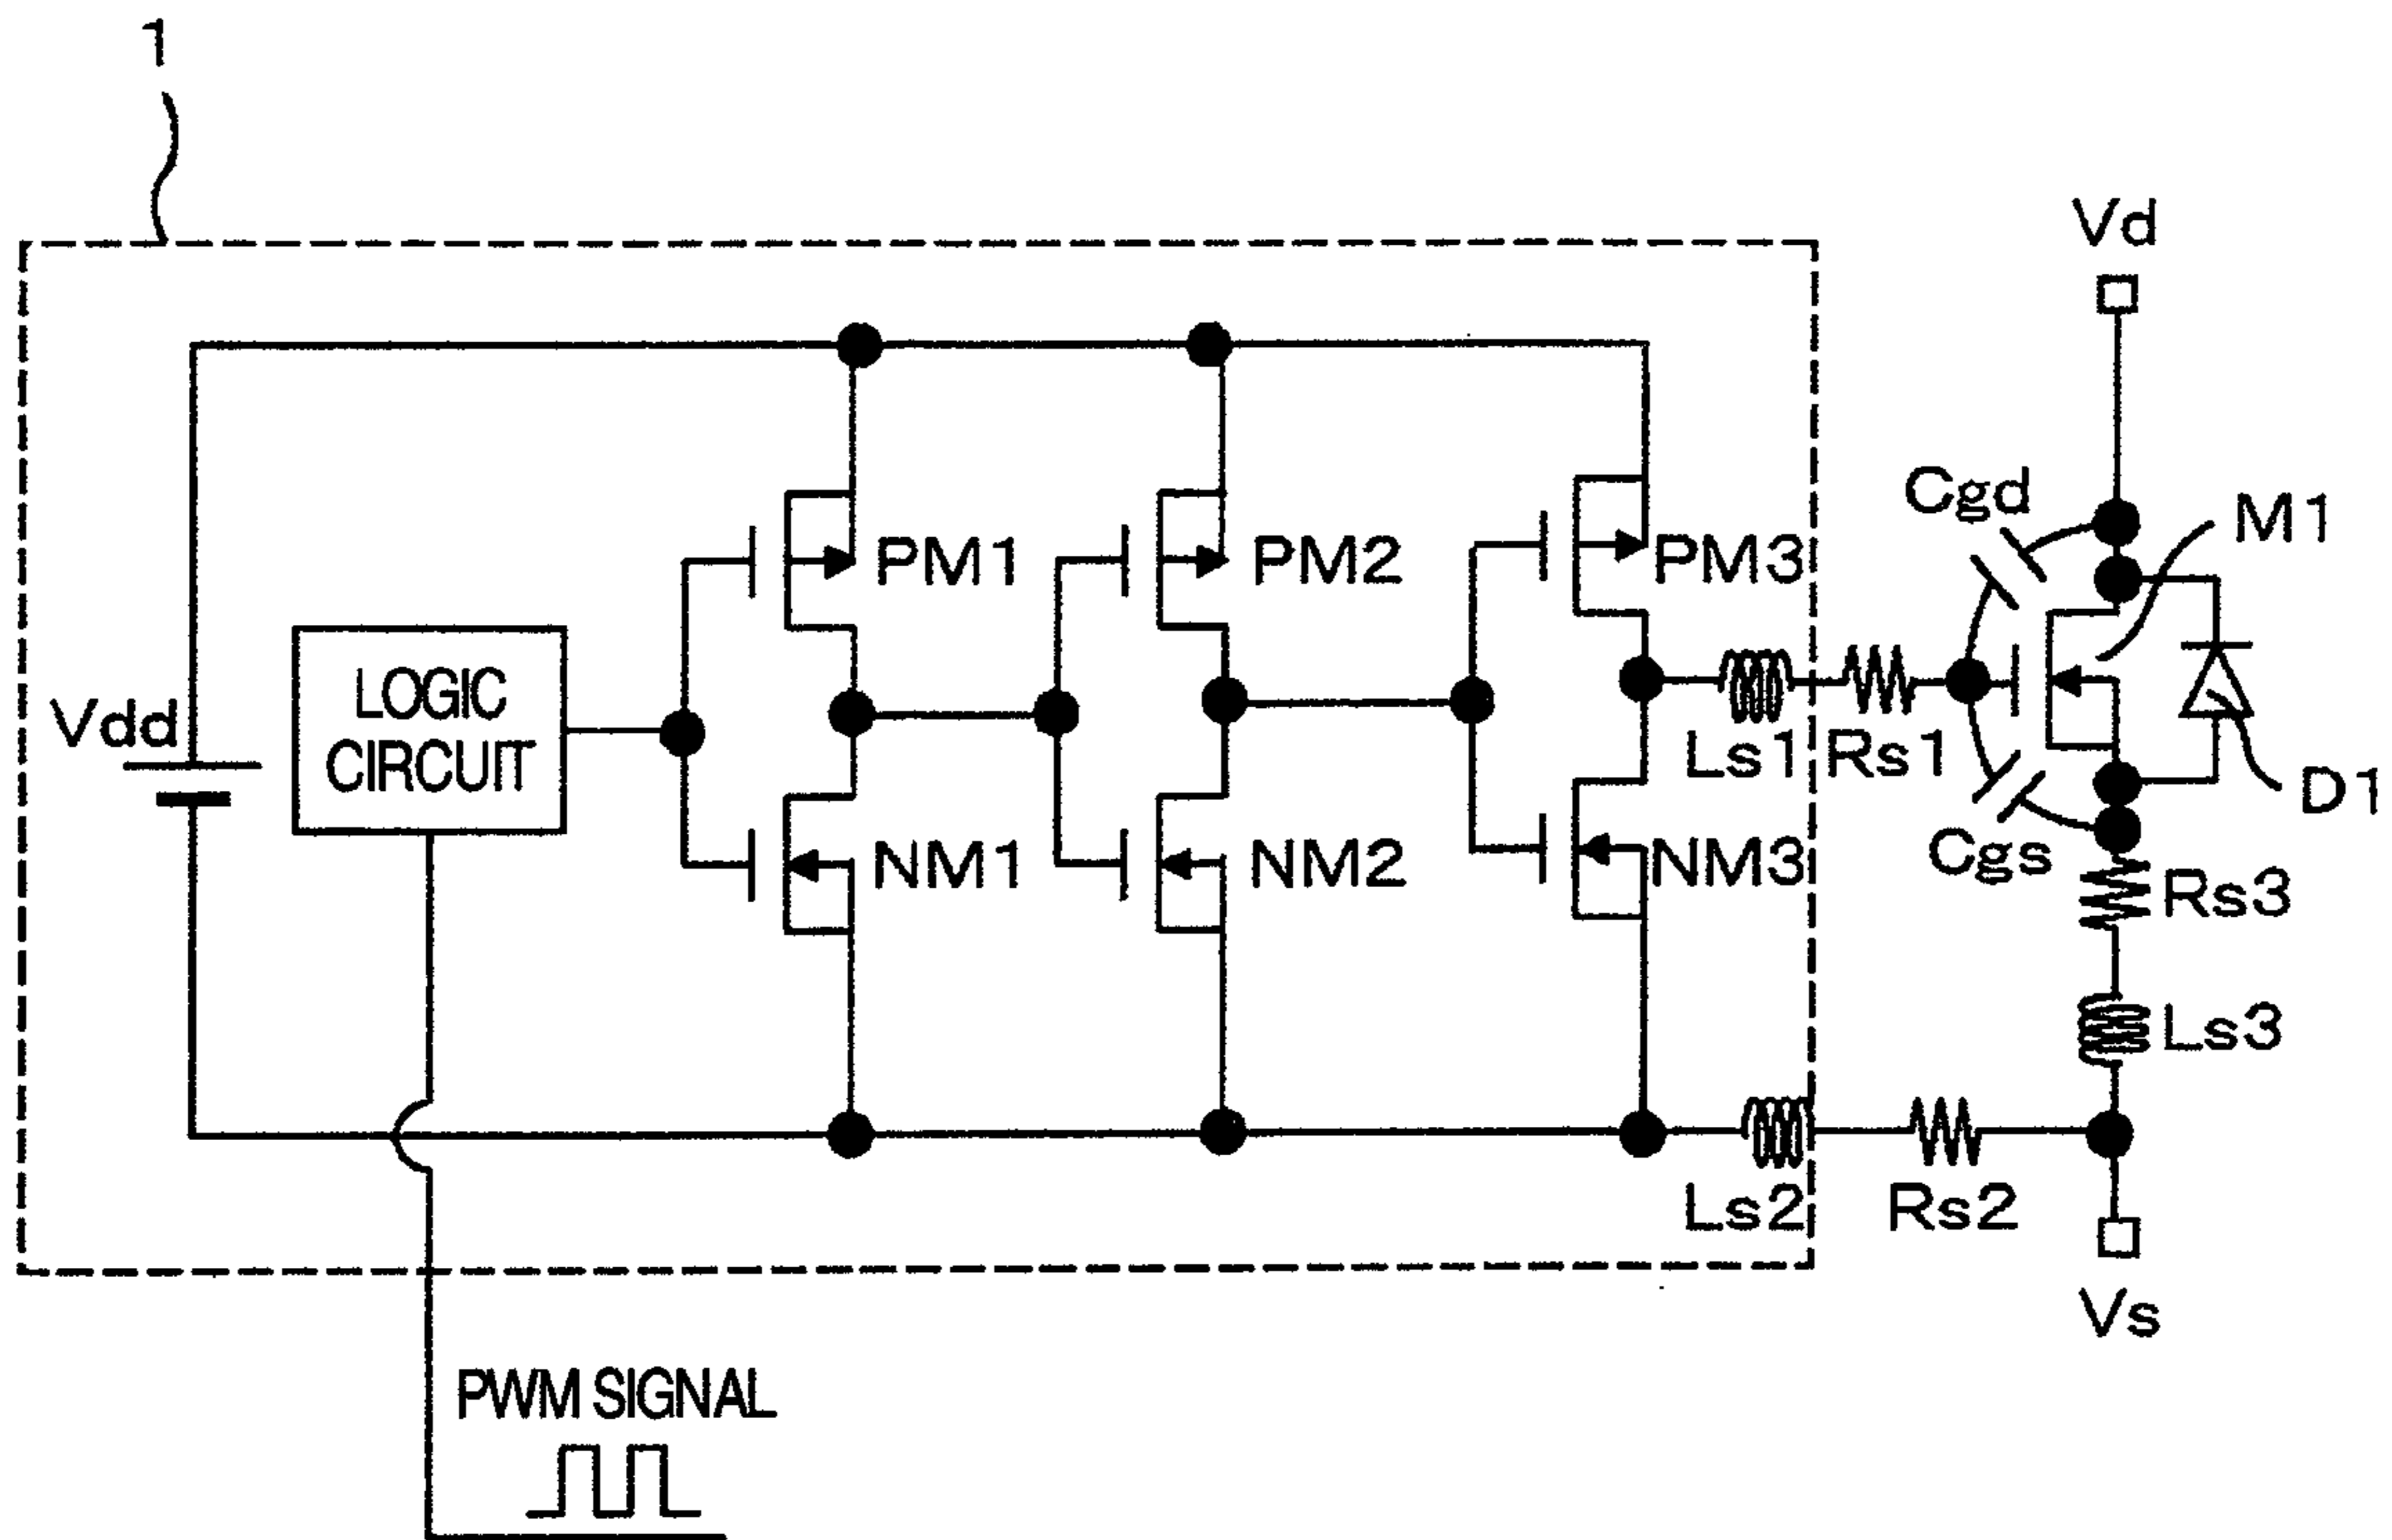 1
Vd
Cgd
M1
PM1
PM2
PM3
LOGIC
CIRCUIT
Vdd
Ls1
Rs1
D1
NM1
NM2
NM3
Cgs
Rs3
Ls3
Ls2
Rs2
Vs
PWM SIGNAL